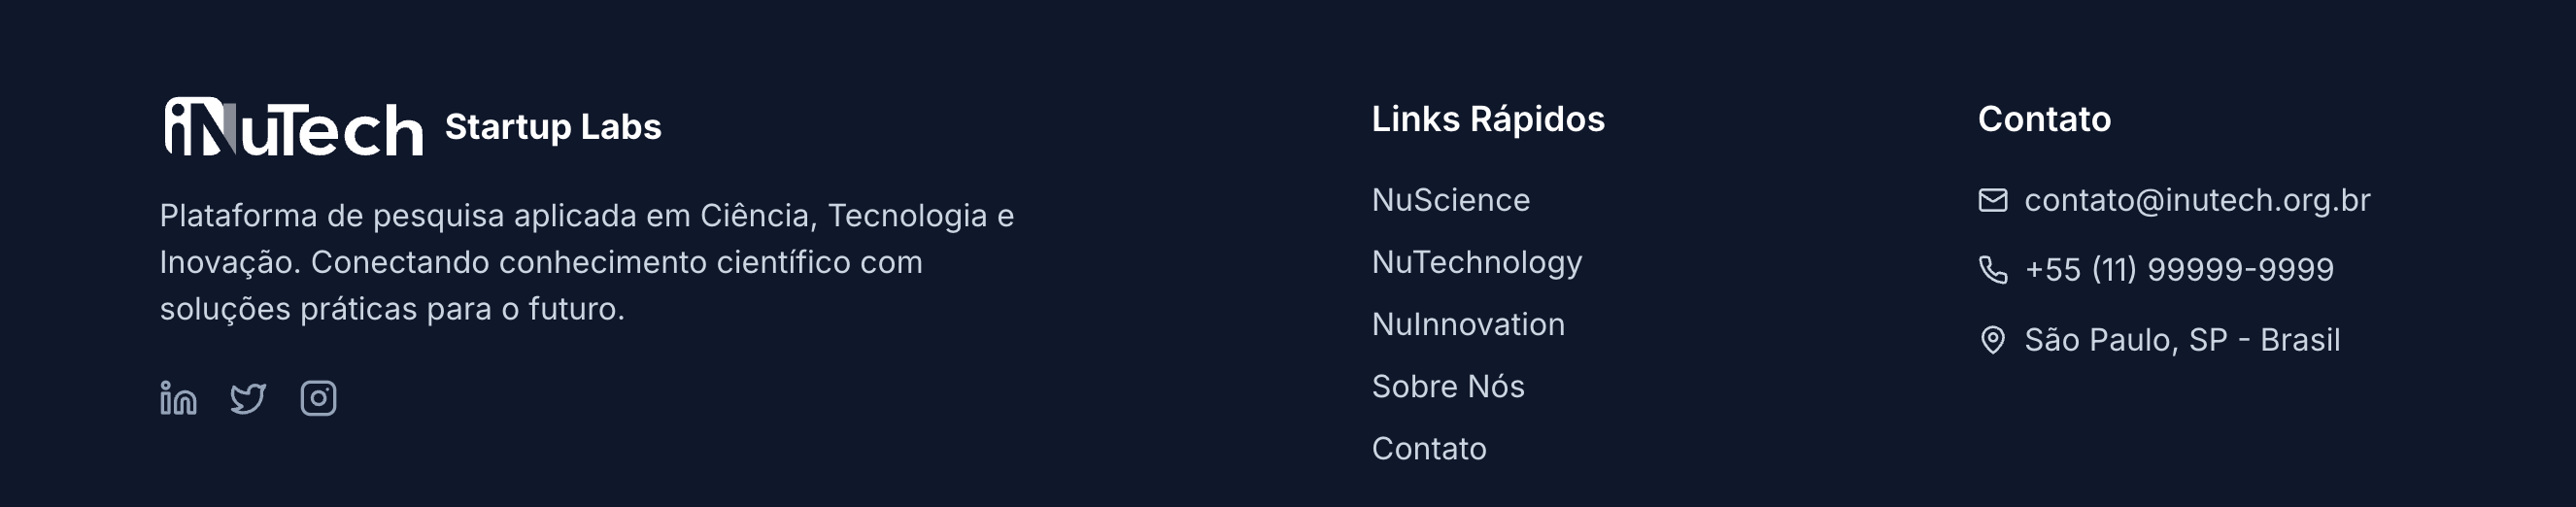 iNuTech Startup Labs
Plataforma de pesquisa aplicada em Ciência, Tecnologia e
Inovação. Conectando conhecimento científico com
soluções práticas para o futuro.
Links Rápidos
NuScience
NuTechnology
NuInnovation
Sobre Nós
Contato
Contato
contato@inutech.org.br
+55 (11) 99999-9999
São Paulo, SP - Brasil